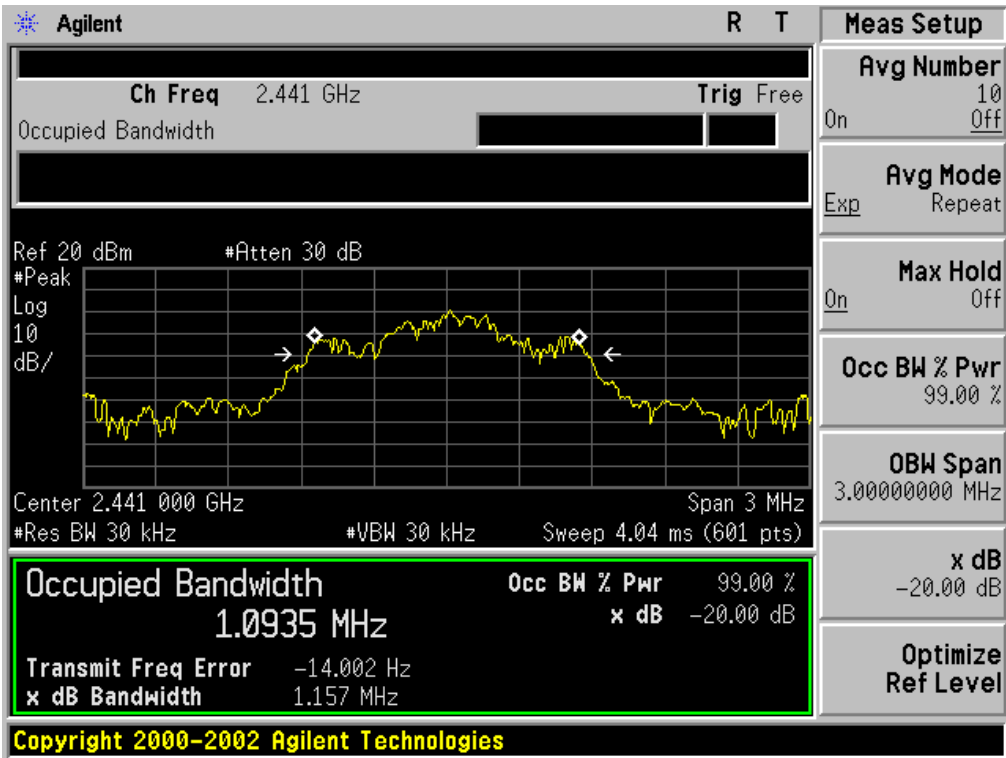 Agilent R T
Ch Freq 2.441 GHz Trig Free
Occupied Bandwidth
Ref 20 dBm #Atten 30 dB
#Peak
Log
10
dB/
Center 2.441 000 GHz Span 3 MHz
#Res BW 30 kHz #VBW 30 kHz Sweep 4.04 ms (601 pts)
Occupied Bandwidth Occ BW % Pwr 99.00 %
1.0935 MHz x dB -20.00 dB
Transmit Freq Error -14.002 Hz
x dB Bandwidth 1.157 MHz
Copyright 2000-2002 Agilent Technologies
Meas Setup
Avg Number
10
On Off
Avg Mode
Exp Repeat
Max Hold
On Off
Occ BW % Pwr
99.00 %
OBW Span
3.00000000 MHz
x dB
-20.00 dB
Optimize
Ref Level